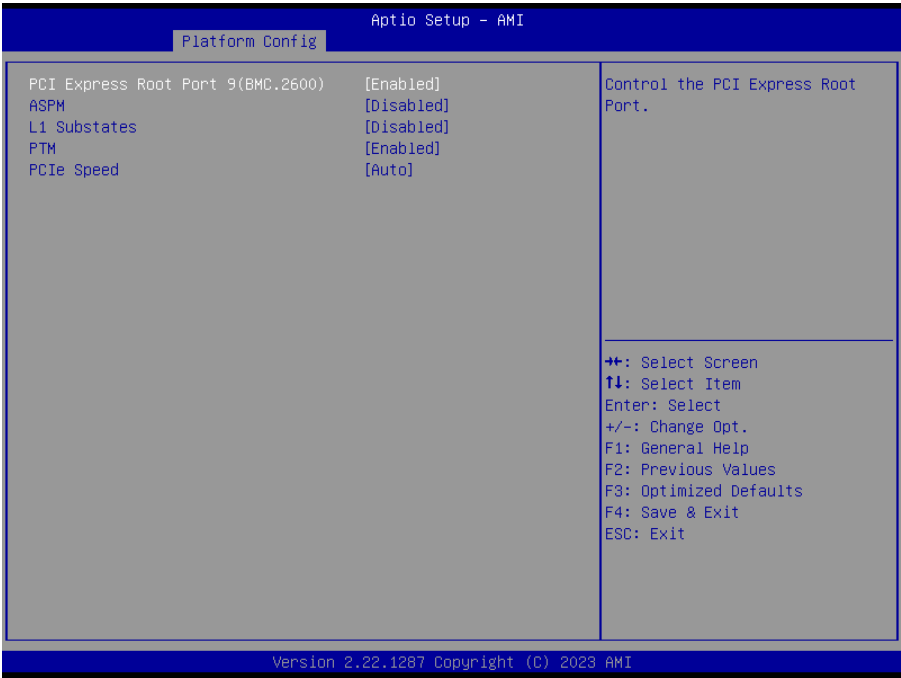 Aptio Setup – AMI
Platform Config
PCI Express Root Port 9(BMC.2600) [Enabled]
ASPM [Disabled]
L1 Substates [Disabled]
PTM [Enabled]
PCIe Speed [Auto]
Control the PCI Express Root
Port.
→←: Select Screen
↑↓: Select Item
Enter: Select
+/-: Change Opt.
F1: General Help
F2: Previous Values
F3: Optimized Defaults
F4: Save & Exit
ESC: Exit
Version 2.22.1287 Copyright (C) 2023 AMI